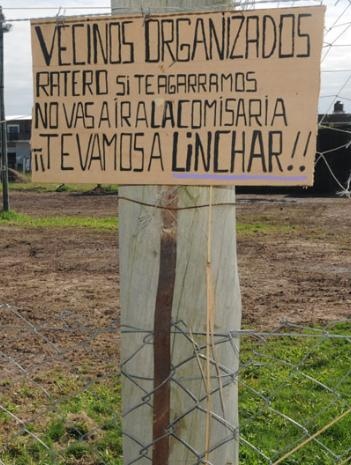 VECINOS ORGANIZADOS
RATERO SI TE AGARRAMOS
NO VAS A IR A LA COMISARIA
¡¡TE VAMOS A LINCHAR!!